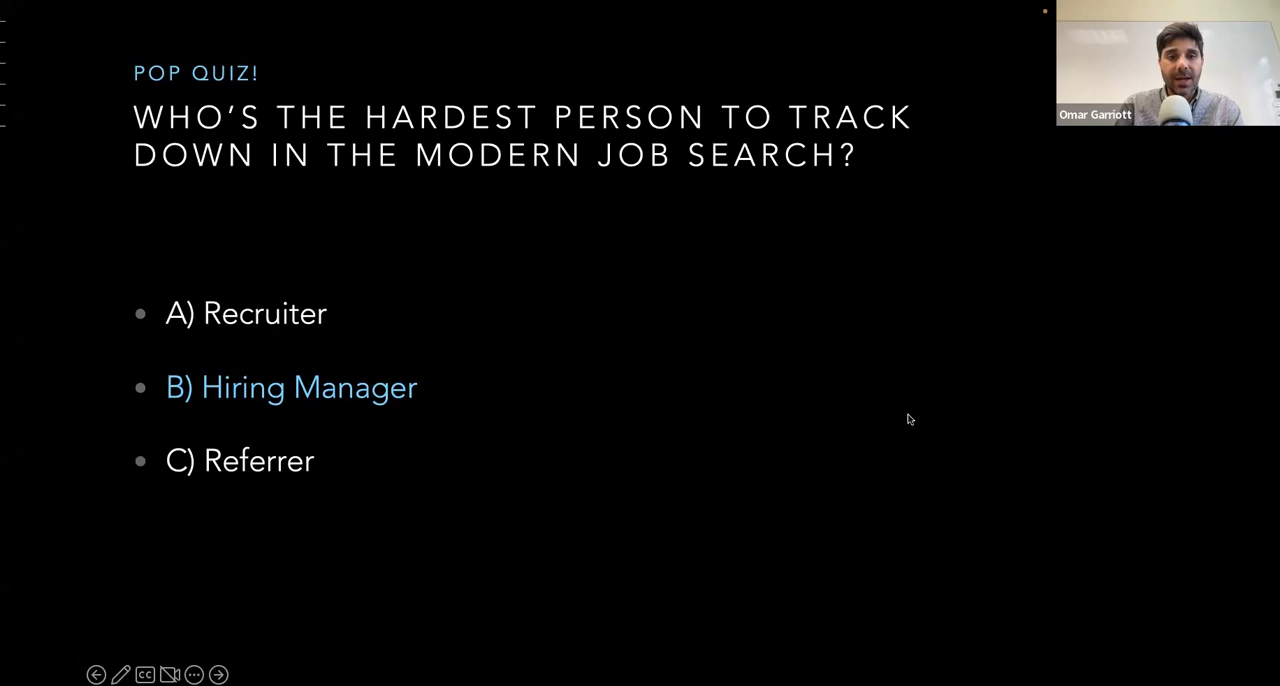 POP QUIZ!
WHO’S THE HARDEST PERSON TO TRACK
DOWN IN THE MODERN JOB SEARCH?
Omar Garriott
A) Recruiter
B) Hiring Manager
C) Referrer
CC